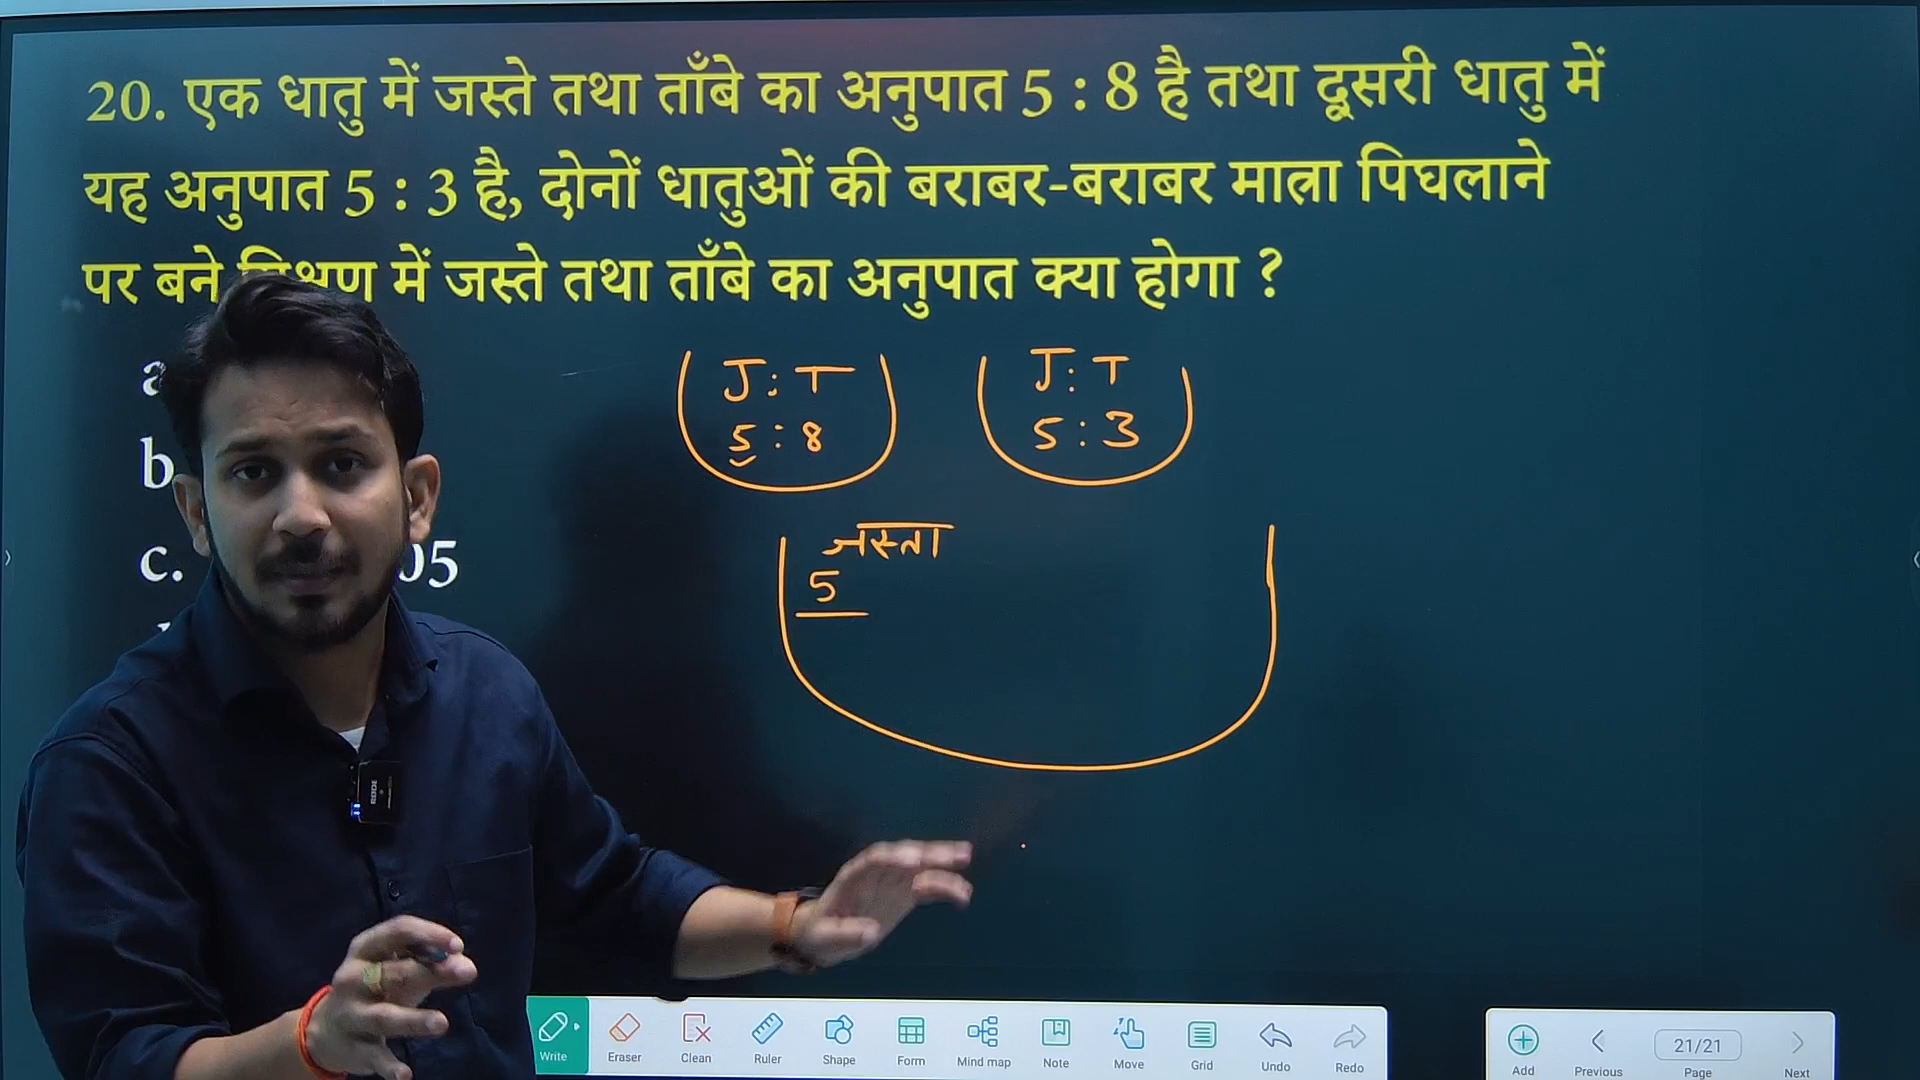 20. एक धातु में जस्ते तथा ताँबे का अनुपात 5 : 8 है तथा दूसरी धातु में
यह अनुपात 5 : 3 है, दोनों धातुओं की बराबर-बराबर मात्रा पिघलाने
पर बने में जस्ते तथा ताँबे का अनुपात क्या होगा ?
J : T
5 : 8
J : T
5 : 3
जस्ता
5
b
c. 05
RODE
Write Eraser Clean Ruler Shape Form Mind map Note Move Grid Undo Redo
Add Previous 21/21 Page Next